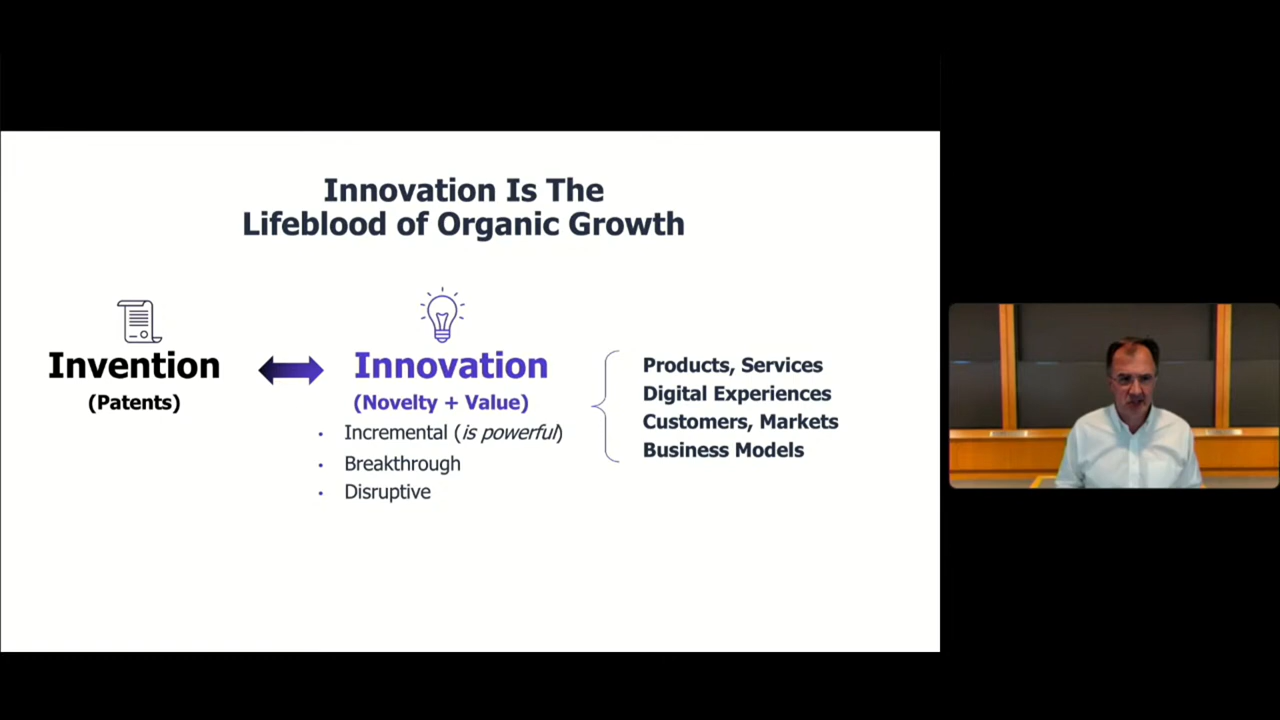 Innovation Is The
Lifeblood of Organic Growth
Invention
(Patents)
Innovation
(Novelty + Value)
• Incremental (is powerful)
• Breakthrough
• Disruptive
Products, Services
Digital Experiences
Customers, Markets
Business Models